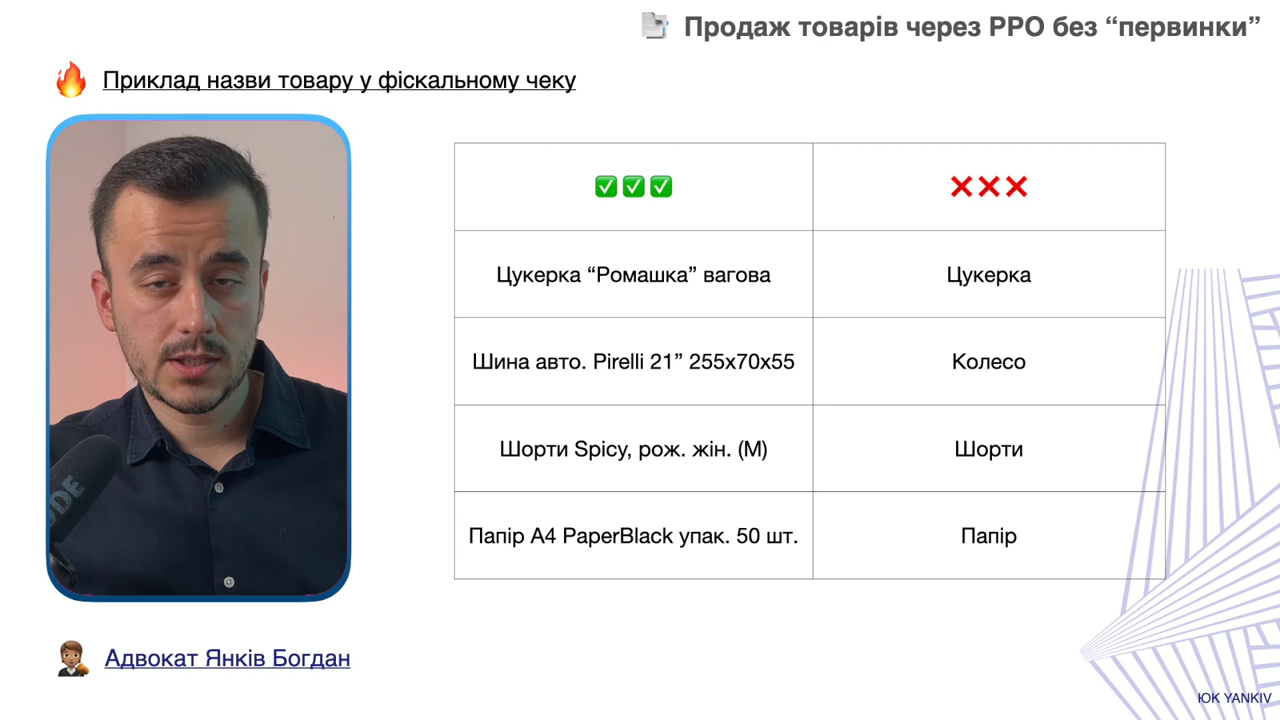 Продаж товарів через РРО без “первинки”
Приклад назви товару у фіскальному чеку
Цукерка “Ромашка” вагова
Цукерка
Шина авто. Pirelli 21” 255x70x55
Колесо
Шорти Spicy, рож. жін. (М)
Шорти
Папір А4 PaperBlack упак. 50 шт.
Папір
Адвокат Янків Богдан
ЮК YANKIV